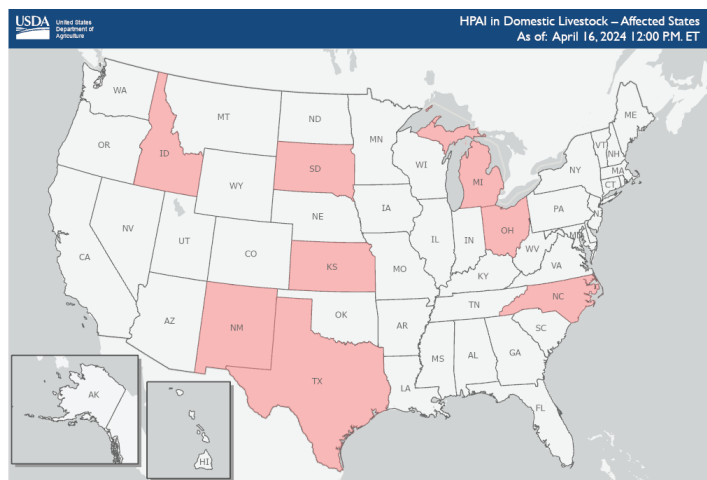 USDA
United States
Department of
Agriculture
HPAI in Domestic Livestock – Affected States
As of: April 16, 2024 12:00 P.M. ET
WA
MT
ND
MN
ME
OR
ID
SD
WI
MI
VT
NH
NY
MA
CT
WY
IA
PA
NJ
NE
NV
UT
CO
IL
IN
OH
MD
WV
CA
KS
MO
KY
VA
AZ
NM
OK
AR
TN
NC
SC
MS
AL
GA
TX
LA
AK
FL
HI